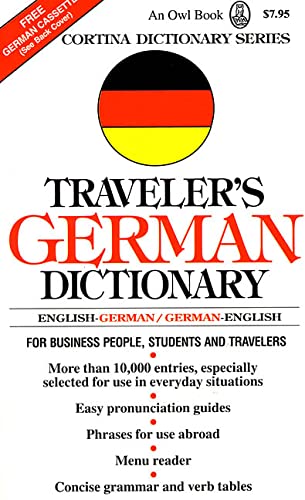 FREE
GERMAN CASSETTE
(See Back Cover)
An Owl Book
$7.95
CORTINA DICTIONARY SERIES
TRAVELER'S
GERMAN
DICTIONARY
ENGLISH-GERMAN/GERMAN-ENGLISH
FOR BUSINESS PEOPLE, STUDENTS AND TRAVELERS
• More than 10,000 entries, especially
selected for use in everyday situations
• Easy pronunciation guides
• Phrases for use abroad
• Menu reader
• Concise grammar and verb tables